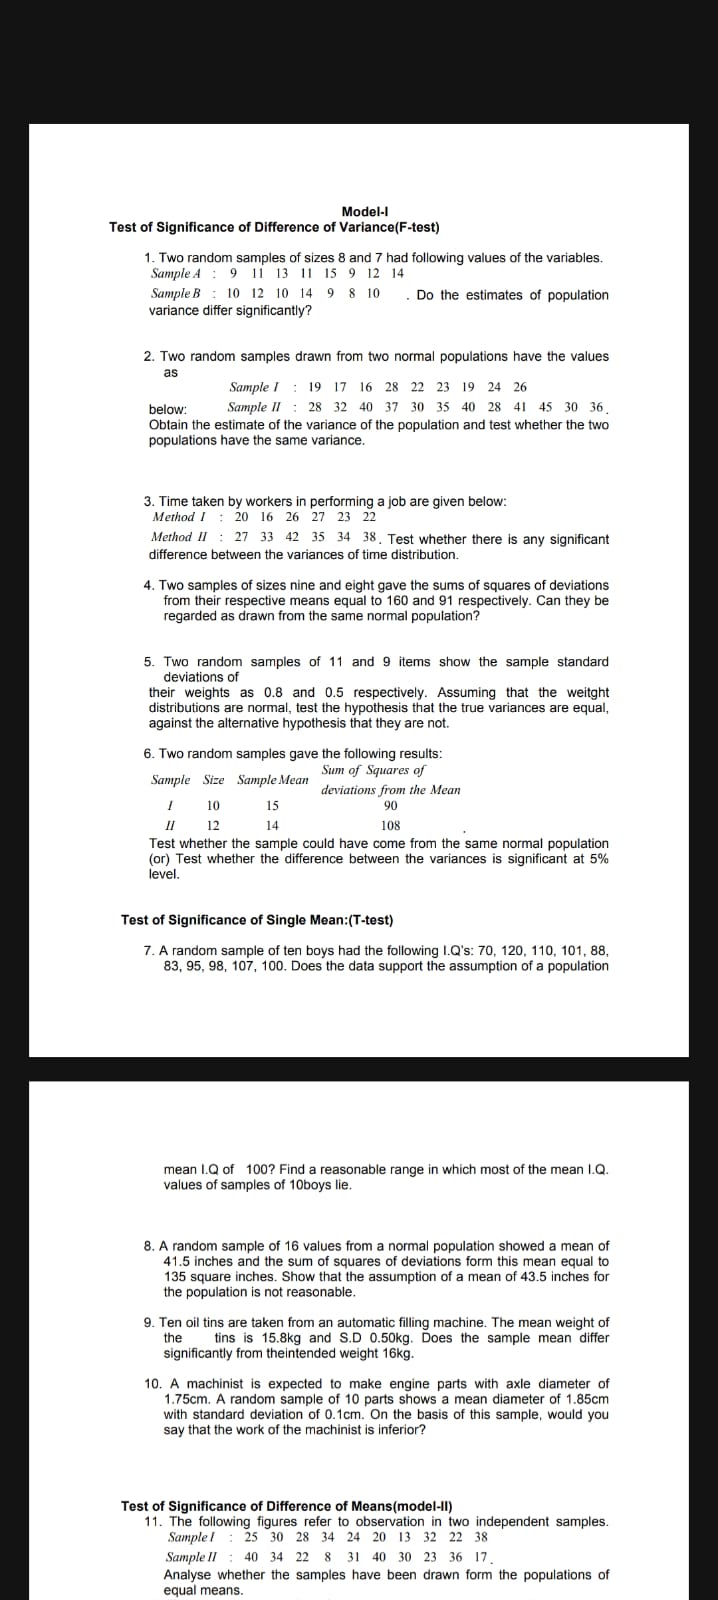 Model-I
Test of Significance of Difference of Variance(F-test)
1. Two random samples of sizes 8 and 7 had following values of the variables.
Sample A : 9 11 13 11 15 9 12 14
Sample B : 10 12 10 14 9 8 10 . Do the estimates of population
variance differ significantly?
2. Two random samples drawn from two normal populations have the values
as
Sample I : 19 17 16 28 22 23 19 24 26
below: Sample II : 28 32 40 37 30 35 40 28 41 45 30 36.
Obtain the estimate of the variance of the population and test whether the two
populations have the same variance.
3. Time taken by workers in performing a job are given below:
Method I : 20 16 26 27 23 22
Method II : 27 33 42 35 34 38. Test whether there is any significant
difference between the variances of time distribution.
4. Two samples of sizes nine and eight gave the sums of squares of deviations
from their respective means equal to 160 and 91 respectively. Can they be
regarded as drawn from the same normal population?
5. Two random samples of 11 and 9 items show the sample standard
deviations of
their weights as 0.8 and 0.5 respectively. Assuming that the weitght
distributions are normal, test the hypothesis that the true variances are equal,
against the alternative hypothesis that they are not.
6. Two random samples gave the following results:
Sample Size Sample Mean Sum of Squares of
deviations from the Mean
I 10 15 90
II 12 14 108 .
Test whether the sample could have come from the same normal population
(or) Test whether the difference between the variances is significant at 5%
level.
Test of Significance of Single Mean:(T-test)
7. A random sample of ten boys had the following I.Q's: 70, 120, 110, 101, 88,
83, 95, 98, 107, 100. Does the data support the assumption of a population
mean I.Q of 100? Find a reasonable range in which most of the mean I.Q.
values of samples of 10boys lie.
8. A random sample of 16 values from a normal population showed a mean of
41.5 inches and the sum of squares of deviations form this mean equal to
135 square inches. Show that the assumption of a mean of 43.5 inches for
the population is not reasonable.
9. Ten oil tins are taken from an automatic filling machine. The mean weight of
the tins is 15.8kg and S.D 0.50kg. Does the sample mean differ
significantly from theintended weight 16kg.
10. A machinist is expected to make engine parts with axle diameter of
1.75cm. A random sample of 10 parts shows a mean diameter of 1.85cm
with standard deviation of 0.1cm. On the basis of this sample, would you
say that the work of the machinist is inferior?
Test of Significance of Difference of Means(model-II)
11. The following figures refer to observation in two independent samples.
Sample I : 25 30 28 34 24 20 13 32 22 38
Sample II : 40 34 22 8 31 40 30 23 36 17.
Analyse whether the samples have been drawn form the populations of
equal means.